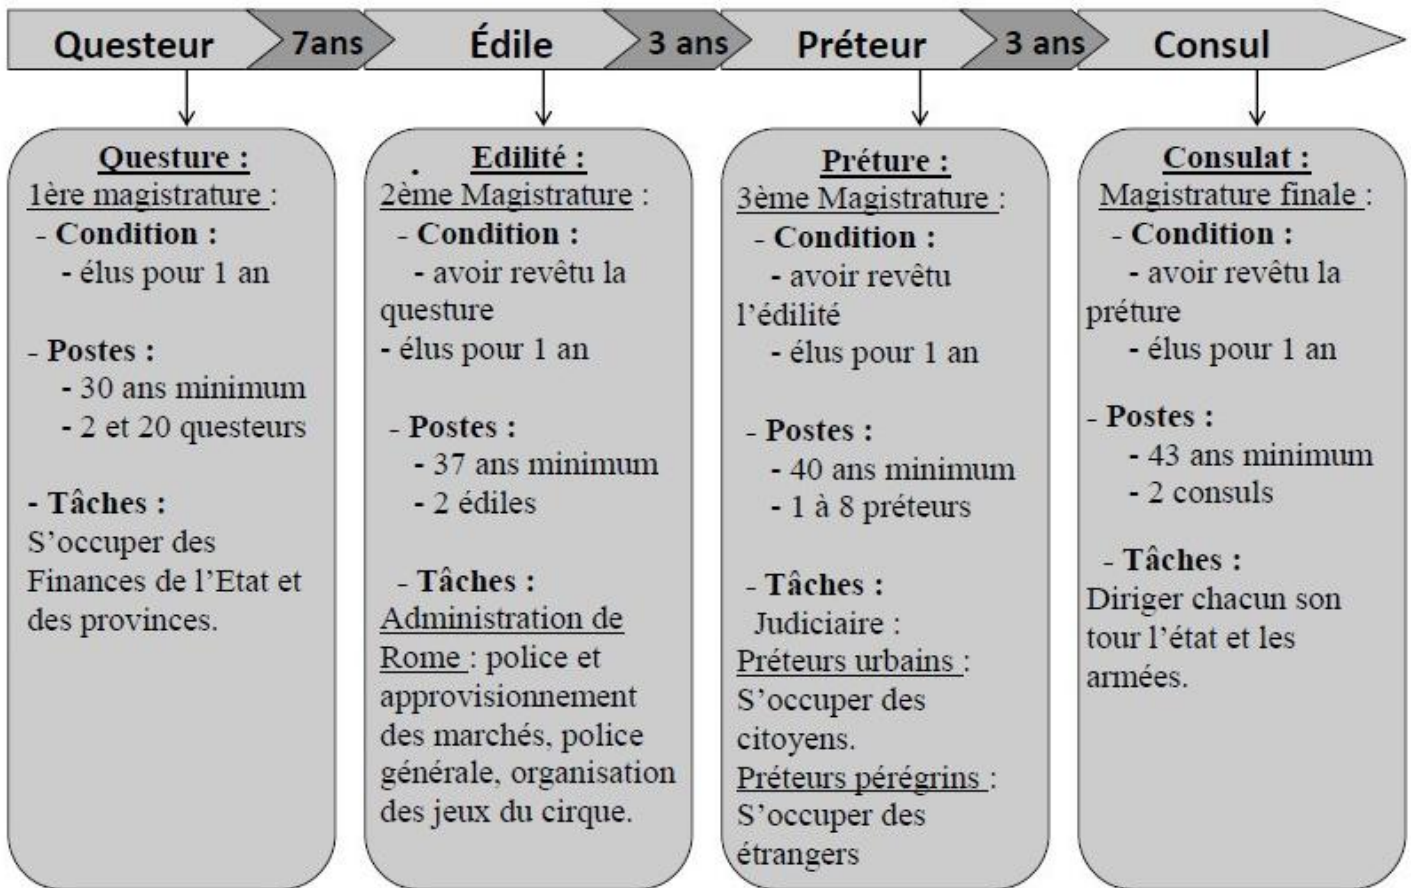 Questeur 7ans Édile 3 ans Préteur 3 ans Consul
Questure :
1ère magistrature :
- Condition :
- élus pour 1 an
- Postes :
- 30 ans minimum
- 2 et 20 questeurs
- Tâches :
S’occuper des
Finances de l’Etat et
des provinces.
Edilité :
2ème Magistrature :
- Condition :
- avoir revêtu la
questure
- élus pour 1 an
- Postes :
- 37 ans minimum
- 2 édiles
- Tâches :
Administration de
Rome : police et
approvisionnement
des marchés, police
générale, organisation
des jeux du cirque.
Préture :
3ème Magistrature :
- Condition :
- avoir revêtu
l’édilité
- élus pour 1 an
- Postes :
- 40 ans minimum
- 1 à 8 préteurs
- Tâches :
Judiciaire :
Préteurs urbains :
S’occuper des
citoyens.
Préteurs pérégrins :
S’occuper des
étrangers
Consulat :
Magistrature finale :
- Condition :
- avoir revêtu la
préture
- élus pour 1 an
- Postes :
- 43 ans minimum
- 2 consuls
- Tâches :
Diriger chacun son
tour l’état et les
armées.